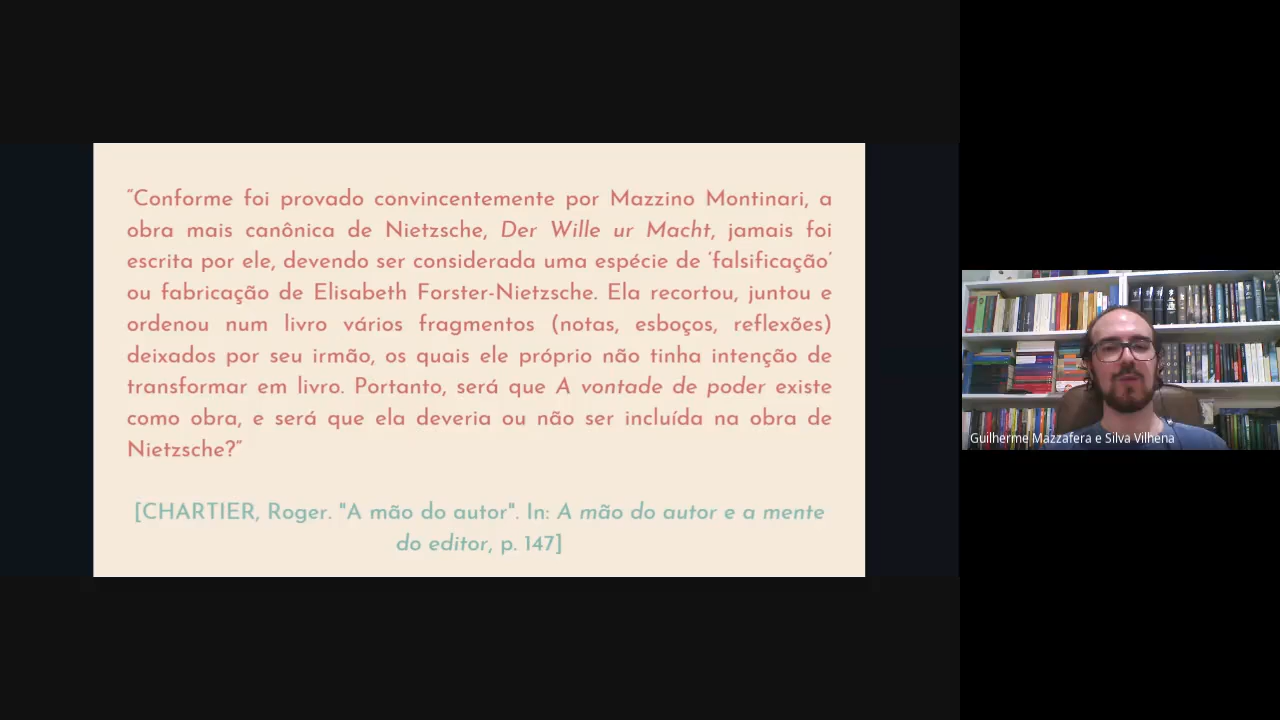 “Conforme foi provado convincentemente por Mazzino Montinari, a
obra mais canônica de Nietzsche, Der Wille ur Macht, jamais foi
escrita por ele, devendo ser considerada uma espécie de ‘falsificação’
ou fabricação de Elisabeth Forster-Nietzsche. Ela recortou, juntou e
ordenou num livro vários fragmentos (notas, esboços, reflexões)
deixados por seu irmão, os quais ele próprio não tinha intenção de
transformar em livro. Portanto, será que A vontade de poder existe
como obra, e será que ela deveria ou não ser incluída na obra de
Nietzsche?”
[CHARTIER, Roger. "A mão do autor". In: A mão do autor e a mente
do editor, p. 147]
Guilherme Mazzafera e Silva Vilhena